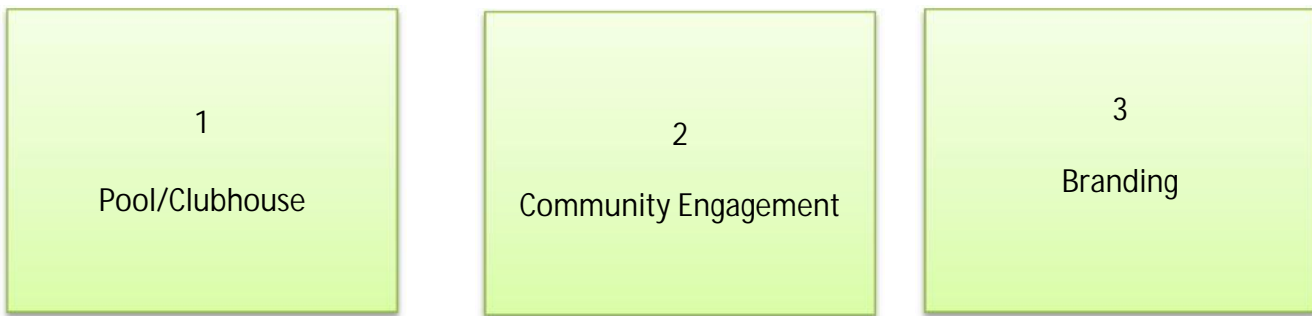 1
Pool/Clubhouse
2
Community Engagement
3
Branding